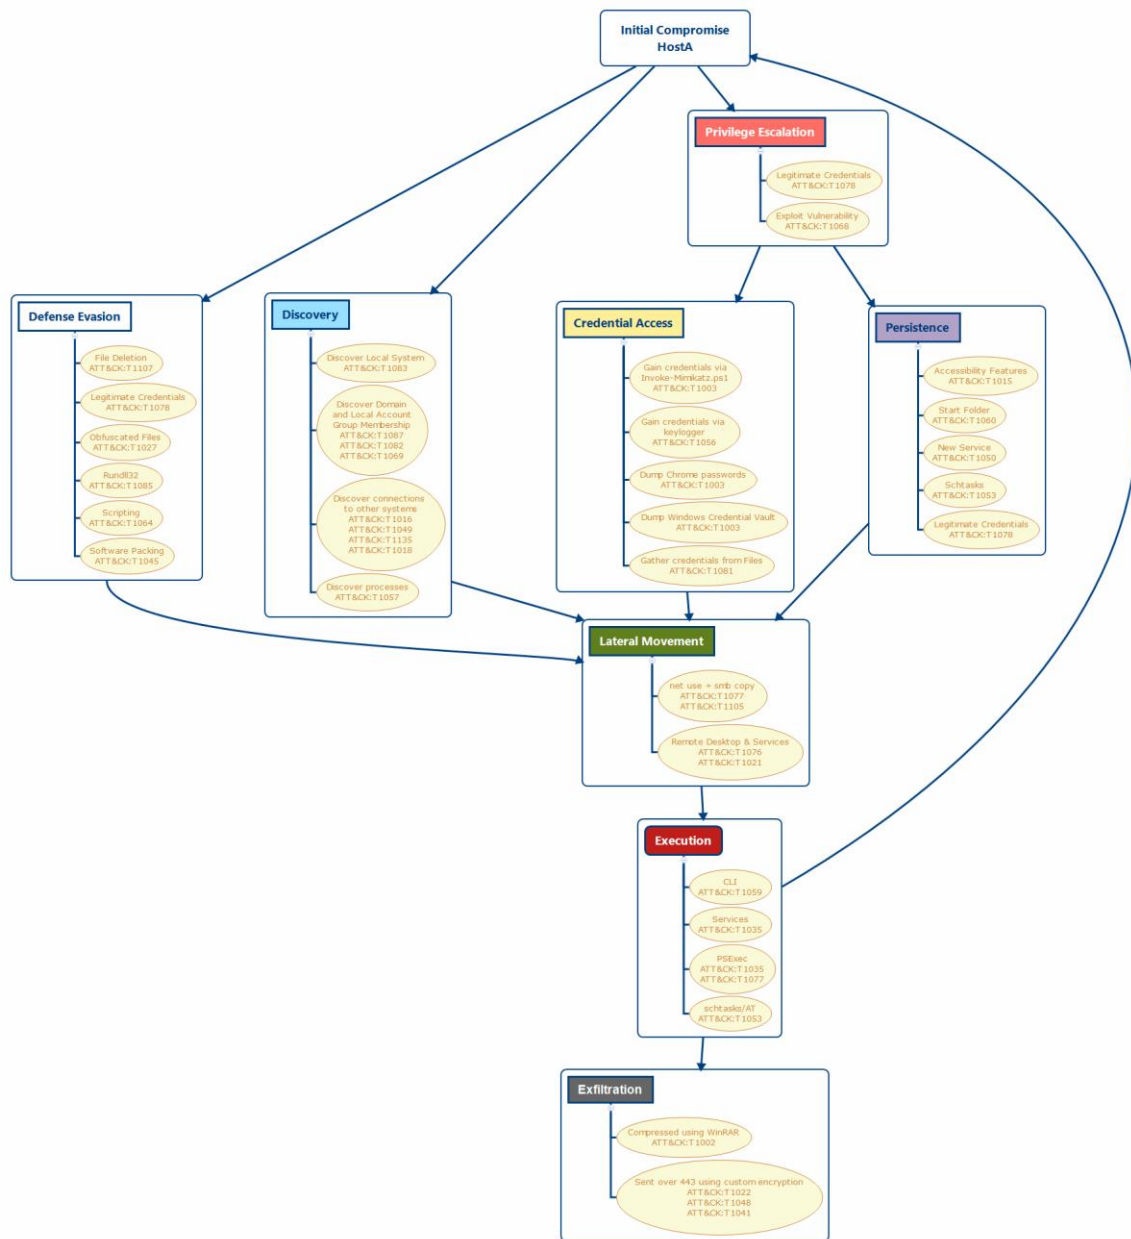 Initial Compromise
HostA
Privilege Escalation
Legitimate Credentials
ATT&CK:T1078
Exploit Vulnerability
ATT&CK:T1068
Defense Evasion
File Deletion
ATT&CK:T1107
Legitimate Credentials
ATT&CK:T1078
Obfuscated Files
ATT&CK:T1027
Rundll32
ATT&CK:T1085
Scripting
ATT&CK:T1064
Software Packing
ATT&CK:T1045
Discovery
Discover Local System
ATT&CK:T1083
Discover Domain
and Local Account
Group Membership
ATT&CK:T1087
ATT&CK:T1082
ATT&CK:T1069
Discover connections
to other systems
ATT&CK:T1016
ATT&CK:T1049
ATT&CK:T1135
ATT&CK:T1018
Discover processes
ATT&CK:T1057
Credential Access
Gain credentials via
Invoke-Mimikatz.ps1
ATT&CK:T1003
Gain credentials via
keylogger
ATT&CK:T1056
Dump Chrome passwords
ATT&CK:T1003
Dump Windows Credential Vault
ATT&CK:T1003
Gather credentials from Files
ATT&CK:T1081
Persistence
Accessibility Features
ATT&CK:T1015
Start Folder
ATT&CK:T1060
New Service
ATT&CK:T1050
Schtasks
ATT&CK:T1053
Legitimate Credentials
ATT&CK:T1078
Lateral Movement
net use + smb copy
ATT&CK:T1077
ATT&CK:T1105
Remote Desktop & Services
ATT&CK:T1076
ATT&CK:T1021
Execution
CLI
ATT&CK:T1059
Services
ATT&CK:T1035
PSExec
ATT&CK:T1035
ATT&CK:T1077
schtasks/AT
ATT&CK:T1053
Exfiltration
Compressed using WinRAR
ATT&CK:T1002
Sent over 443 using custom encryption
ATT&CK:T1022
ATT&CK:T1048
ATT&CK:T1041